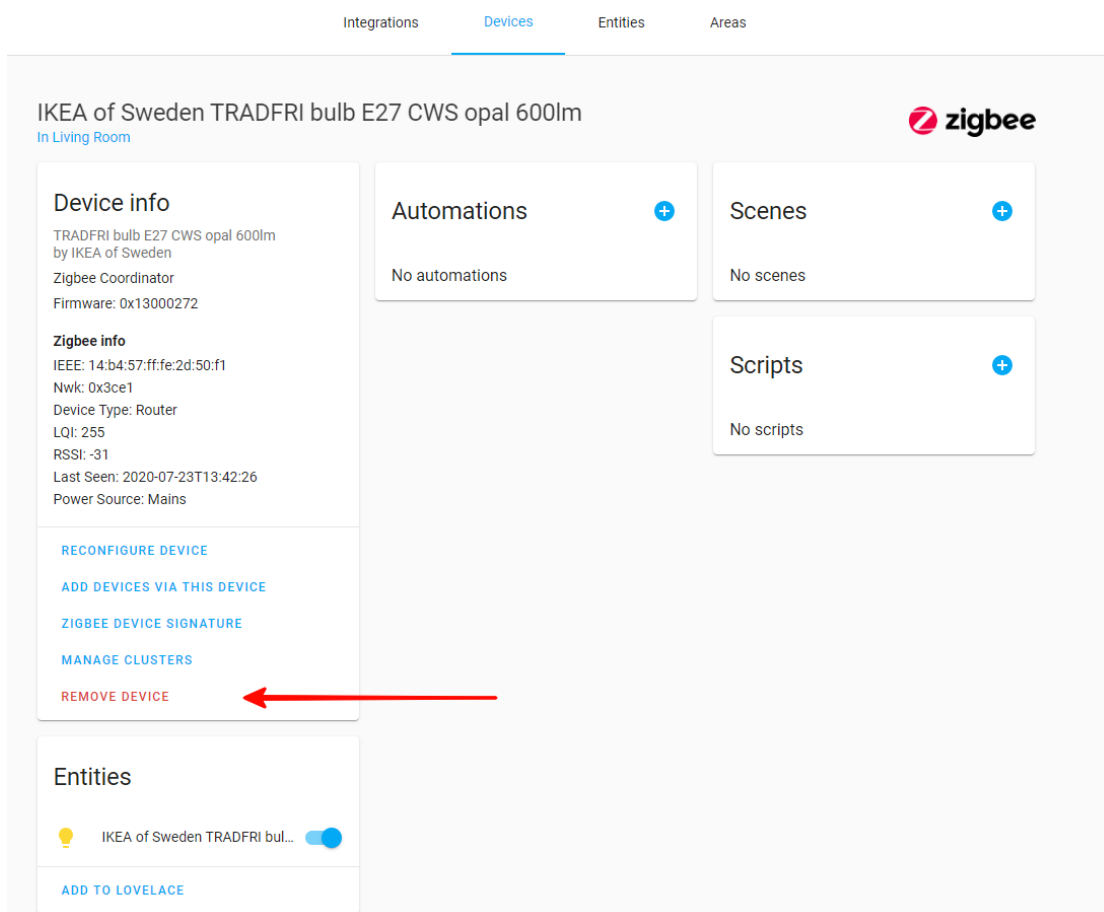 Integrations
Devices
Entities
Areas
IKEA of Sweden TRADFRI bulb E27 CWS opal 600lm
In Living Room
zigbee
Device info
TRADFRI bulb E27 CWS opal 600lm
by IKEA of Sweden
Zigbee Coordinator
Firmware: 0x13000272
Zigbee info
IEEE: 14:b4:57:ff:fe:2d:50:f1
Nwk: 0x3ce1
Device Type: Router
LQI: 255
RSSI: -31
Last Seen: 2020-07-23T13:42:26
Power Source: Mains
RECONFIGURE DEVICE
ADD DEVICES VIA THIS DEVICE
ZIGBEE DEVICE SIGNATURE
MANAGE CLUSTERS
REMOVE DEVICE
Automations
No automations
Scenes
No scenes
Scripts
No scripts
Entities
IKEA of Sweden TRADFRI bul...
ADD TO LOVELACE